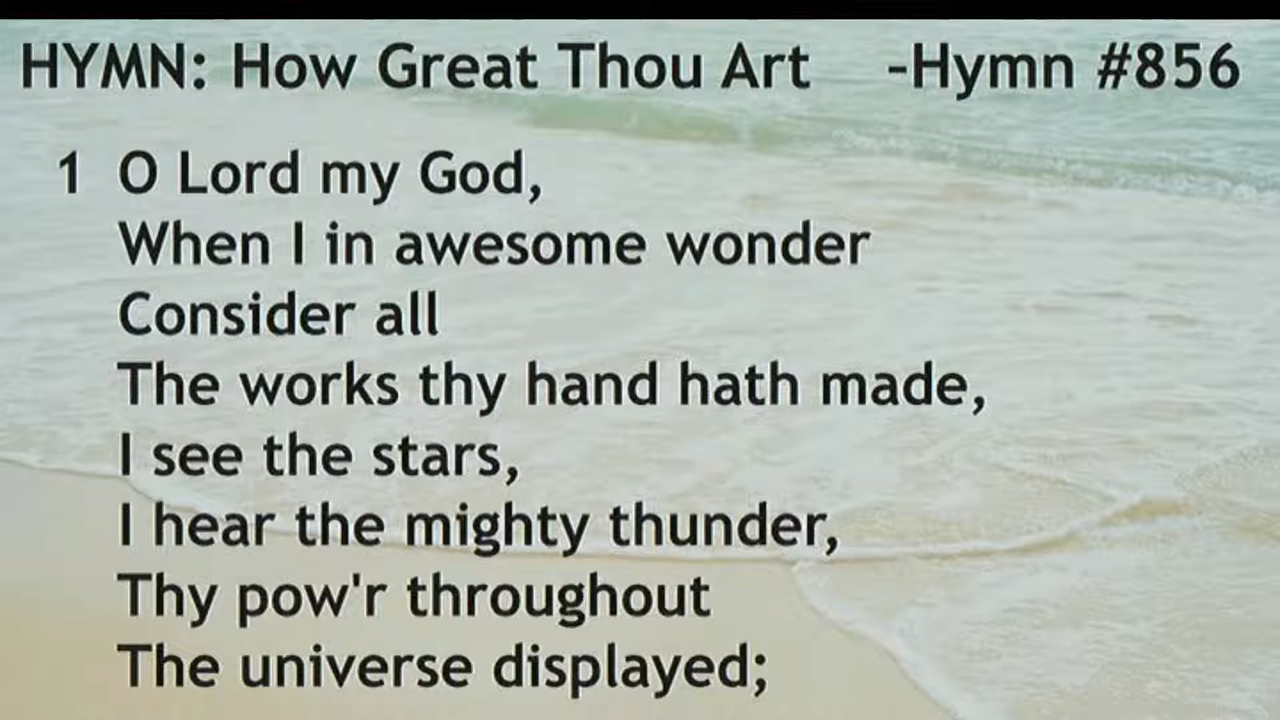 HYMN: How Great Thou Art -Hymn #856
1 O Lord my God,
When I in awesome wonder
Consider all
The works thy hand hath made,
I see the stars,
I hear the mighty thunder,
Thy pow'r throughout
The universe displayed;